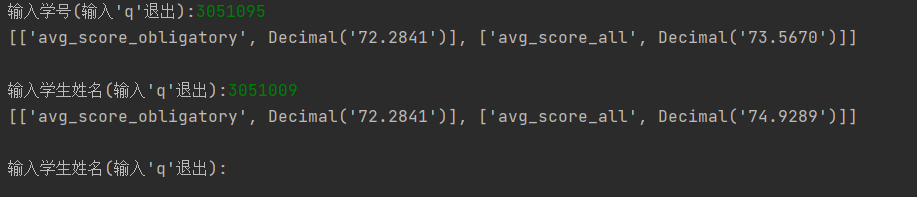 输入学号(输入'q'退出):3051095
[['avg_score_obligatory', Decimal('72.2841')], ['avg_score_all', Decimal('73.5670')]]
输入学生姓名(输入'q'退出):3051009
[['avg_score_obligatory', Decimal('72.2841')], ['avg_score_all', Decimal('74.9289')]]
输入学生姓名(输入'q'退出):